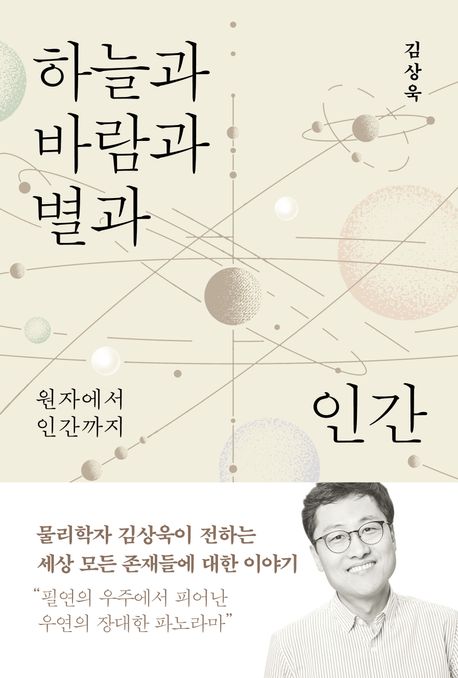 하늘과
바람과
별과
김상욱
원자에서
인간까지
인간
물리학자 김상욱이 전하는
세상 모든 존재들에 대한 이야기
“필연의 우주에서 피어난
우연의 장대한 파노라마”